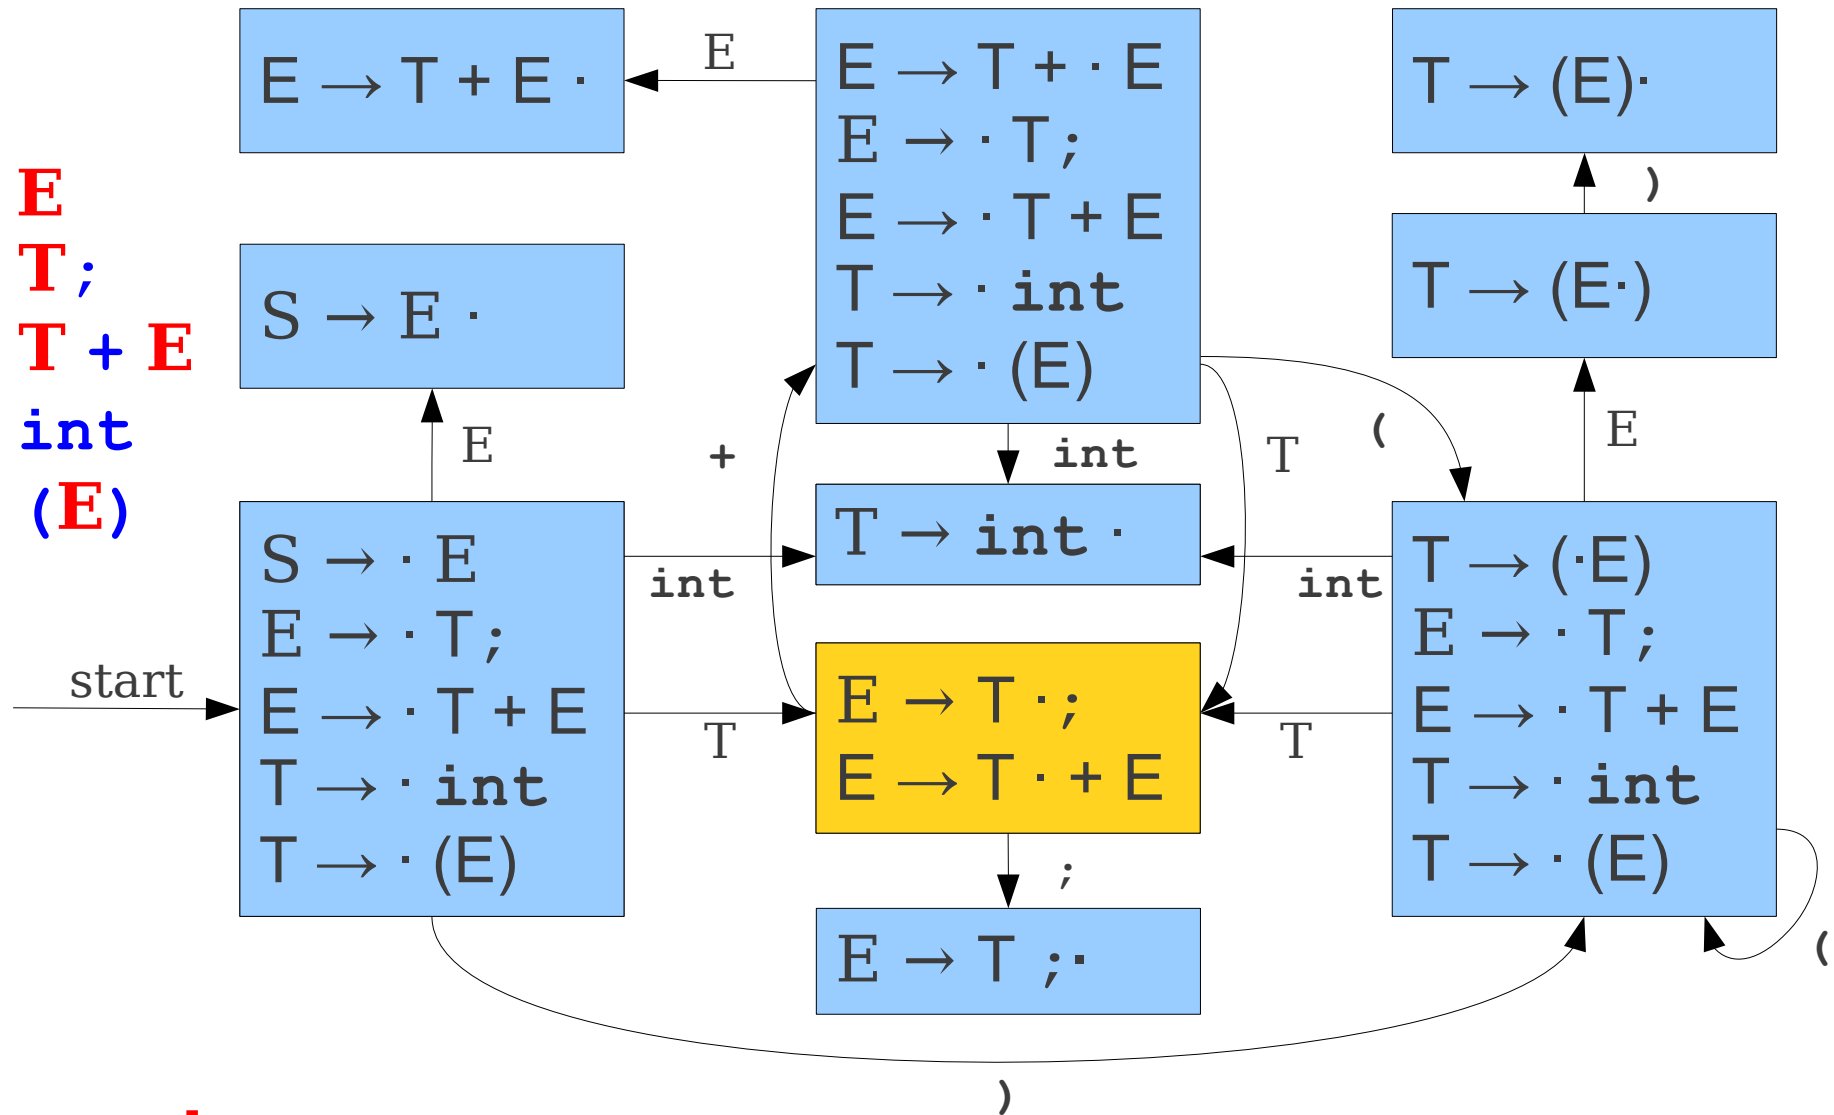 E
T ;
T + E
int
(E)
E → T + E ·
E
E → T + · E
E → · T ;
E → · T + E
T → · int
T → · (E)
T → (E)·
)
T → (E·)
S → E ·
E
+
int
T
(
E
T → int ·
start
S → · E
E → · T ;
E → · T + E
T → · int
T → · (E)
int
T
E → T · ;
E → T · + E
;
E → T ;·
int
T
T → (·E)
E → · T ;
E → · T + E
T → · int
T → · (E)
(
)